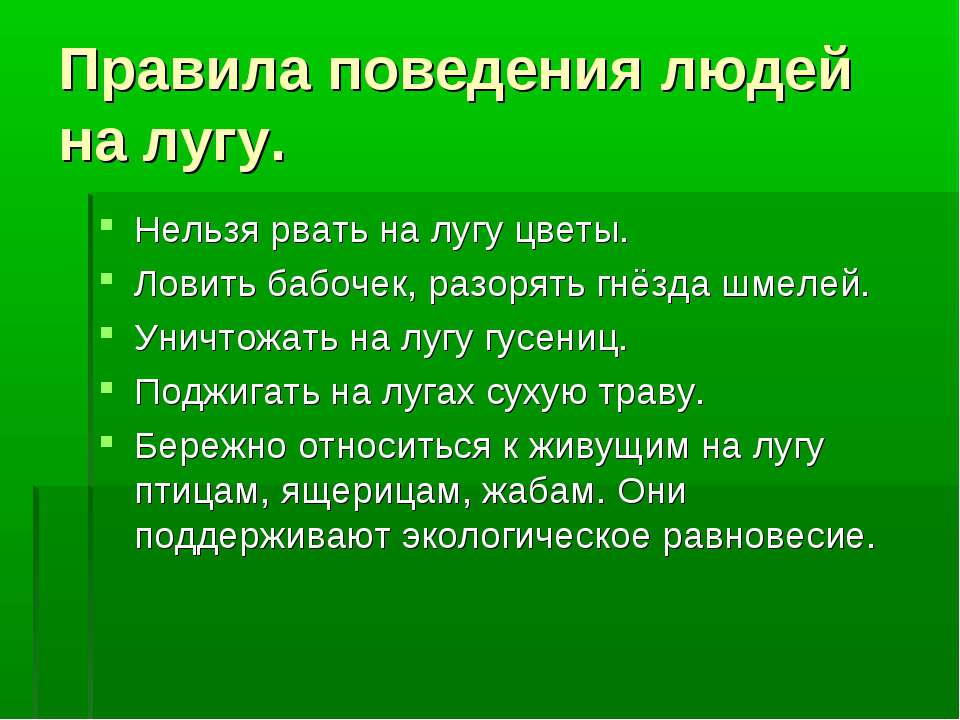 Правила поведения людей
на лугу.
Нельзя рвать на лугу цветы.
Ловить бабочек, разорять гнёзда шмелей.
Уничтожать на лугу гусениц.
Поджигать на лугах сухую траву.
Бережно относиться к живущим на лугу
птицам, ящерицам, жабам. Они
поддерживают экологическое равновесие.